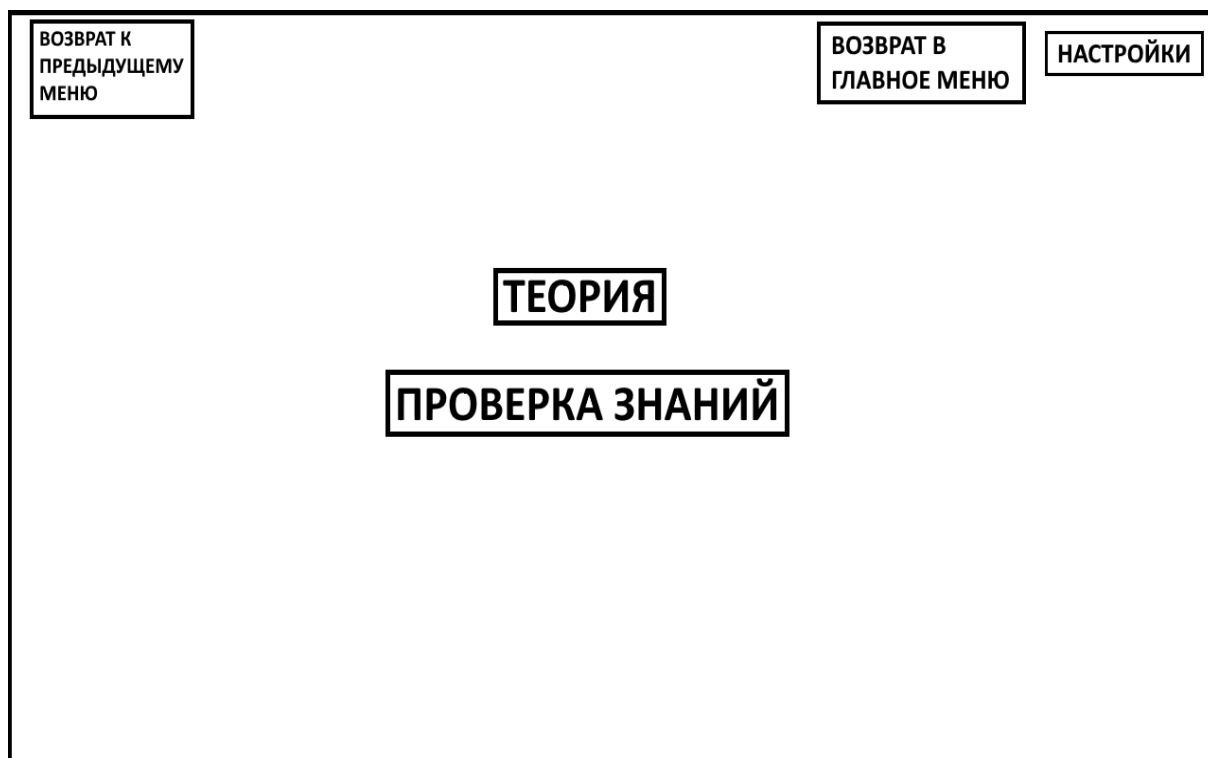 ВОЗВРАТ К
ПРЕДЫДУЩЕМУ
МЕНЮ
ВОЗВРАТ В
ГЛАВНОЕ МЕНЮ
НАСТРОЙКИ
ТЕОРИЯ
ПРОВЕРКА ЗНАНИЙ